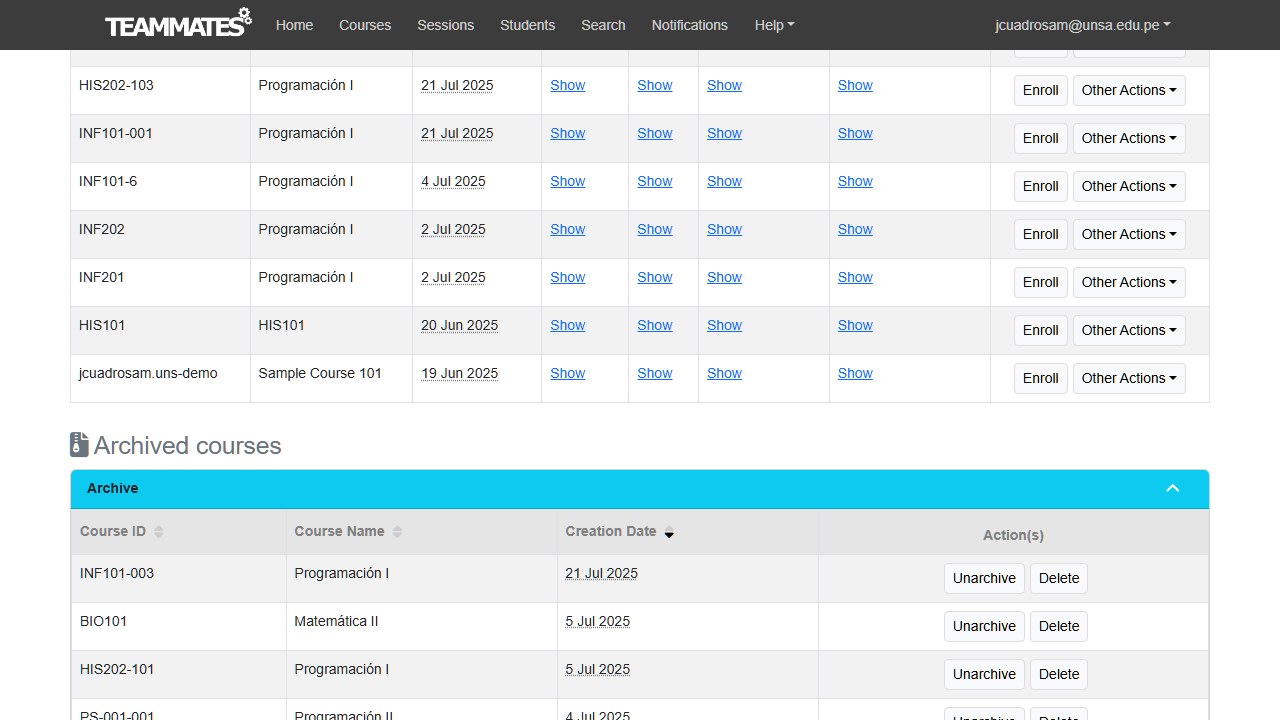 TEAMMATES Home Courses Sessions Students Search Notifications Help jcuadrosam@unsa.edu.pe
HIS202-103 Programación I 21 Jul 2025 Show Show Show Show Enroll Other Actions
INF101-001 Programación I 21 Jul 2025 Show Show Show Show Enroll Other Actions
INF101-6 Programación I 4 Jul 2025 Show Show Show Show Enroll Other Actions
INF202 Programación I 2 Jul 2025 Show Show Show Show Enroll Other Actions
INF201 Programación I 2 Jul 2025 Show Show Show Show Enroll Other Actions
HIS101 HIS101 20 Jun 2025 Show Show Show Show Enroll Other Actions
jcuadrosam.uns-demo Sample Course 101 19 Jun 2025 Show Show Show Show Enroll Other Actions
Archived courses
Archive
Course ID Course Name Creation Date Action(s)
INF101-003 Programación I 21 Jul 2025 Unarchive Delete
BIO101 Matemática II 5 Jul 2025 Unarchive Delete
HIS202-101 Programación I 5 Jul 2025 Unarchive Delete
PS-001-001 Programación II 4 Jul 2025 Unarchive Delete